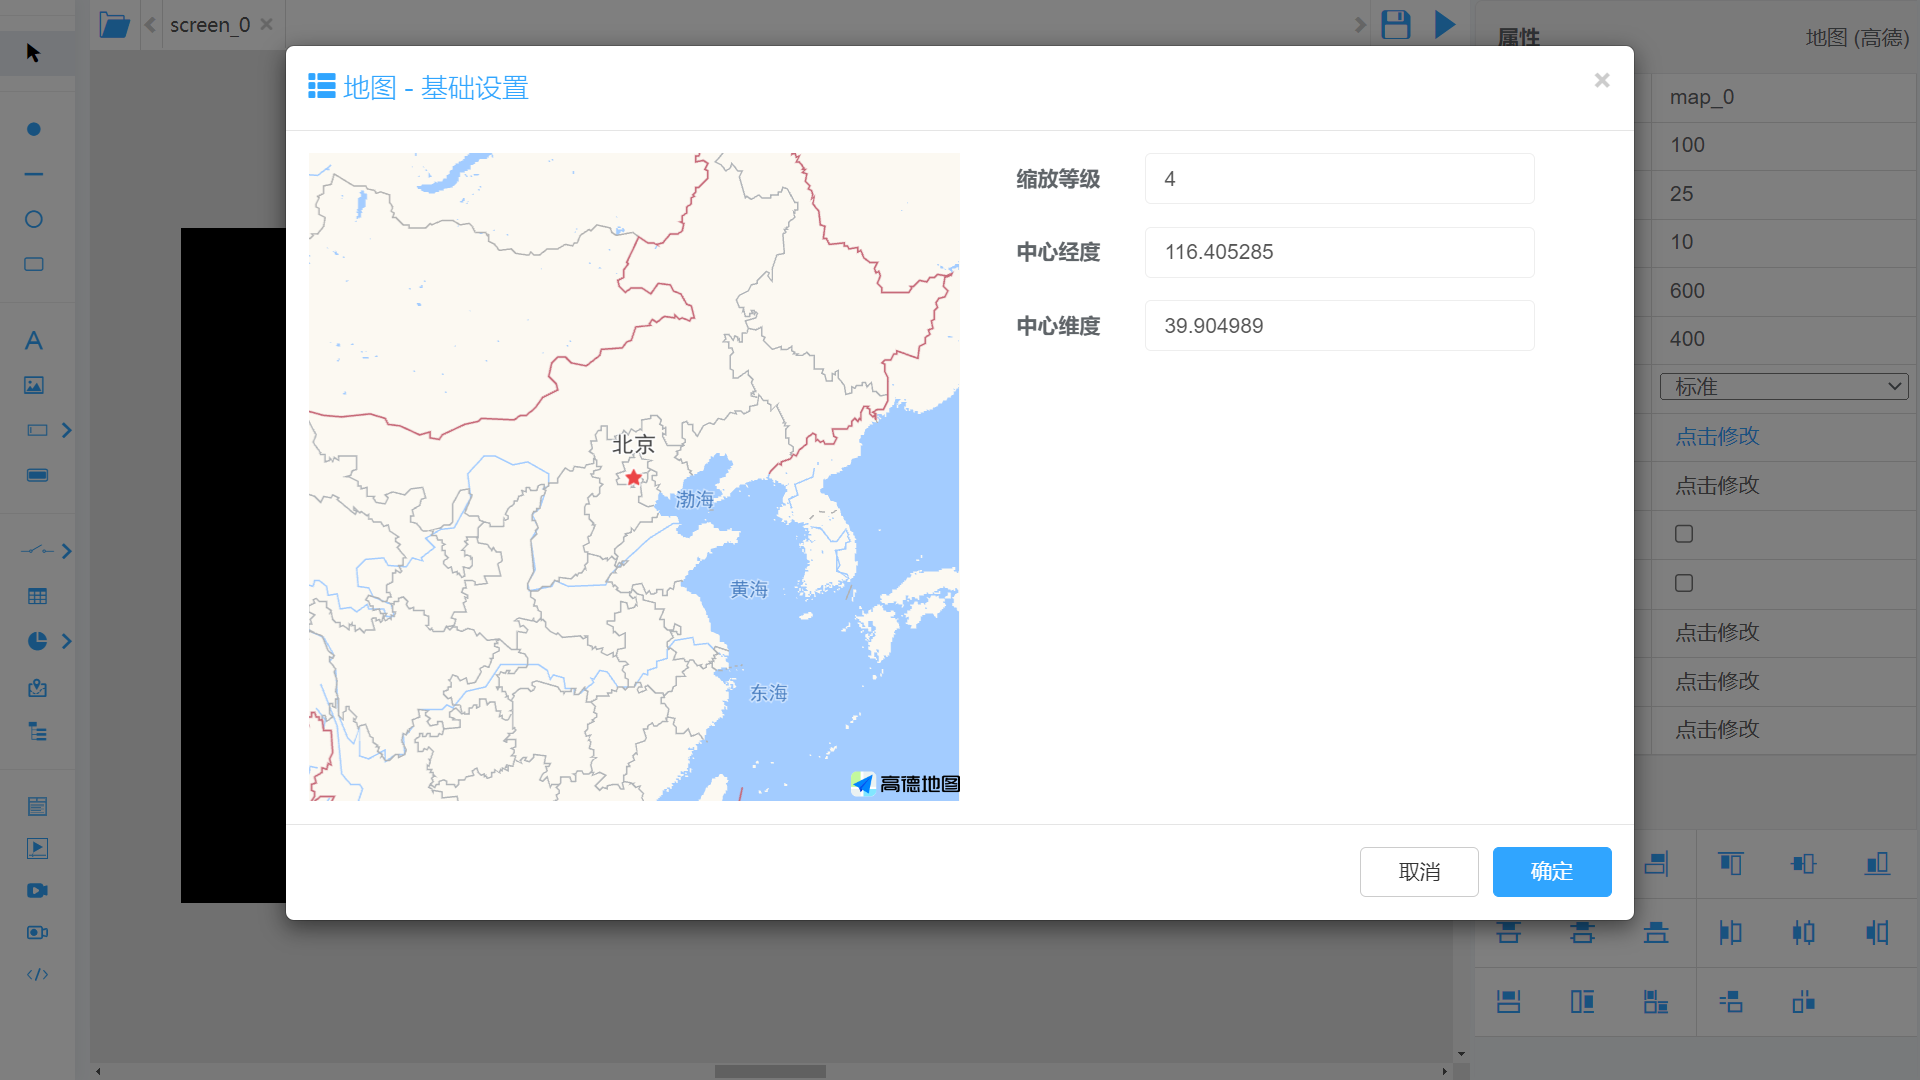 screen_0
属性
地图 (高德)
地图 - 基础设置
map_0
100
25
10
600
400
标准
点击修改
点击修改
点击修改
点击修改
点击修改
缩放等级
4
中心经度
116.405285
中心维度
39.904989
北京
渤海
黄海
东海
高德地图
取消
确定